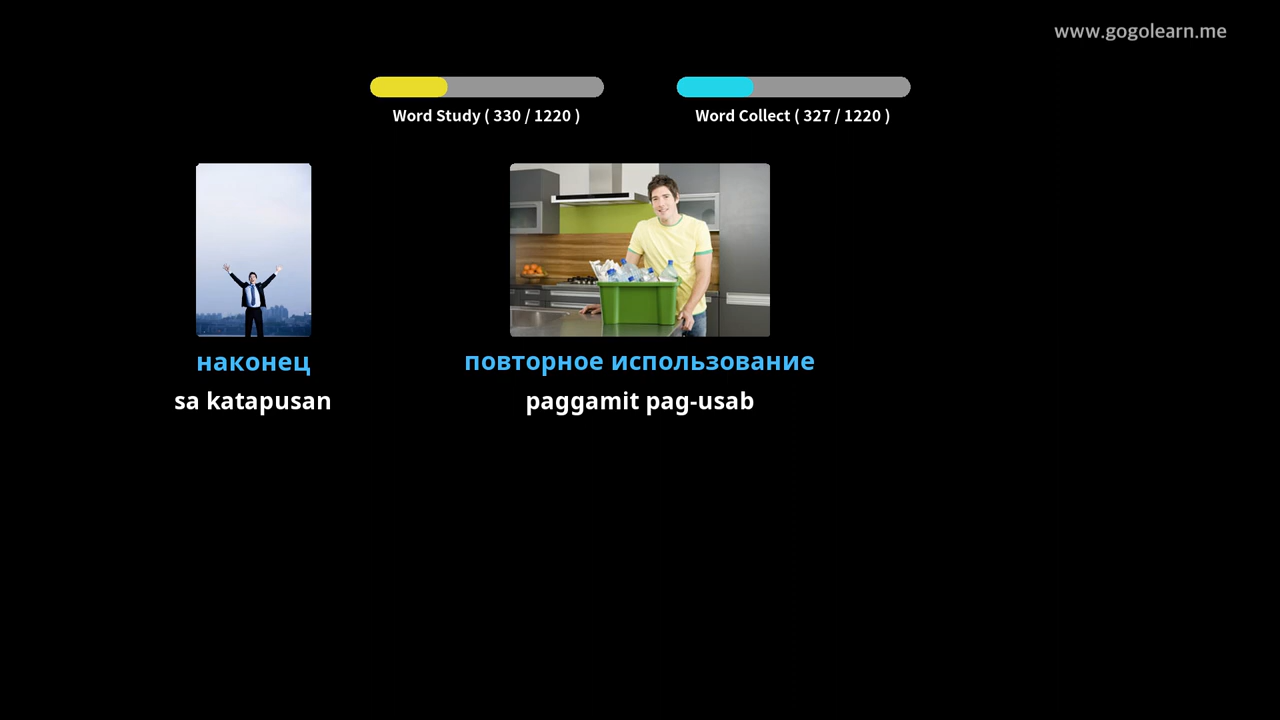 www.gogolearn.me
Word Study ( 330 / 1220 )
Word Collect ( 327 / 1220 )
наконец
sa katapusan
повторное использование
paggamit pag-usab